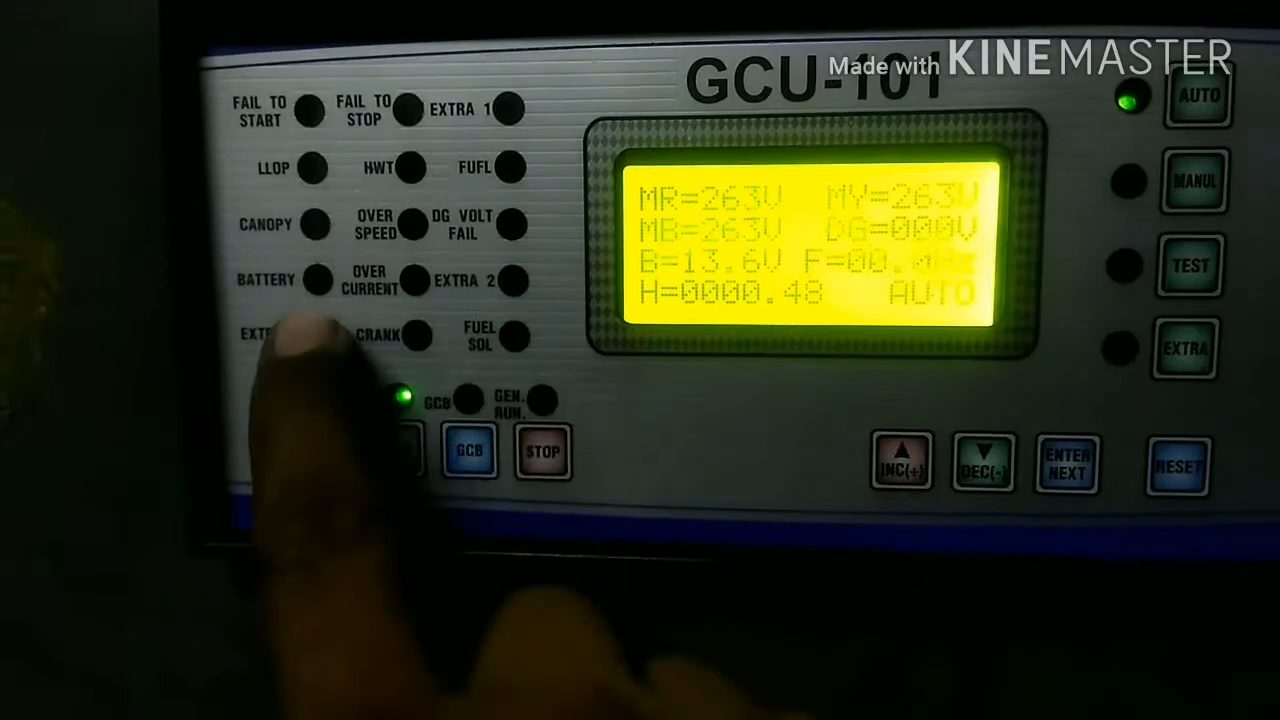 Made with KINEMASTER
GCU-101
FAIL TO START
FAIL TO STOP
EXTRA 1
LLOP
HWT
FUFL
CANOPY
OVER SPEED
DG VOLT FAIL
BATTERY
OVER CURRENT
EXTRA 2
CRANK
FUEL SOL
GCB
GEN. RUN.
GCB
STOP
MR=263V MY=263V
MB=263V DG=000V
B=13.6V F=00.0Hz
H=0000.48 AUTO
AUTO
MANUL
TEST
EXTRA
INC(+)
DEC(-)
ENTER NEXT
RESET